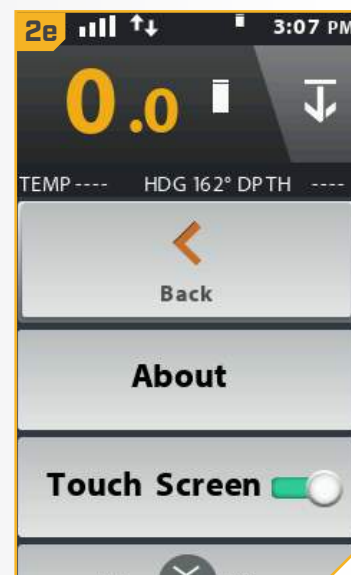 2e 3:07 PM
0.0
TEMP ---- HDG 162° DPTH ----
Back
About
Touch Screen